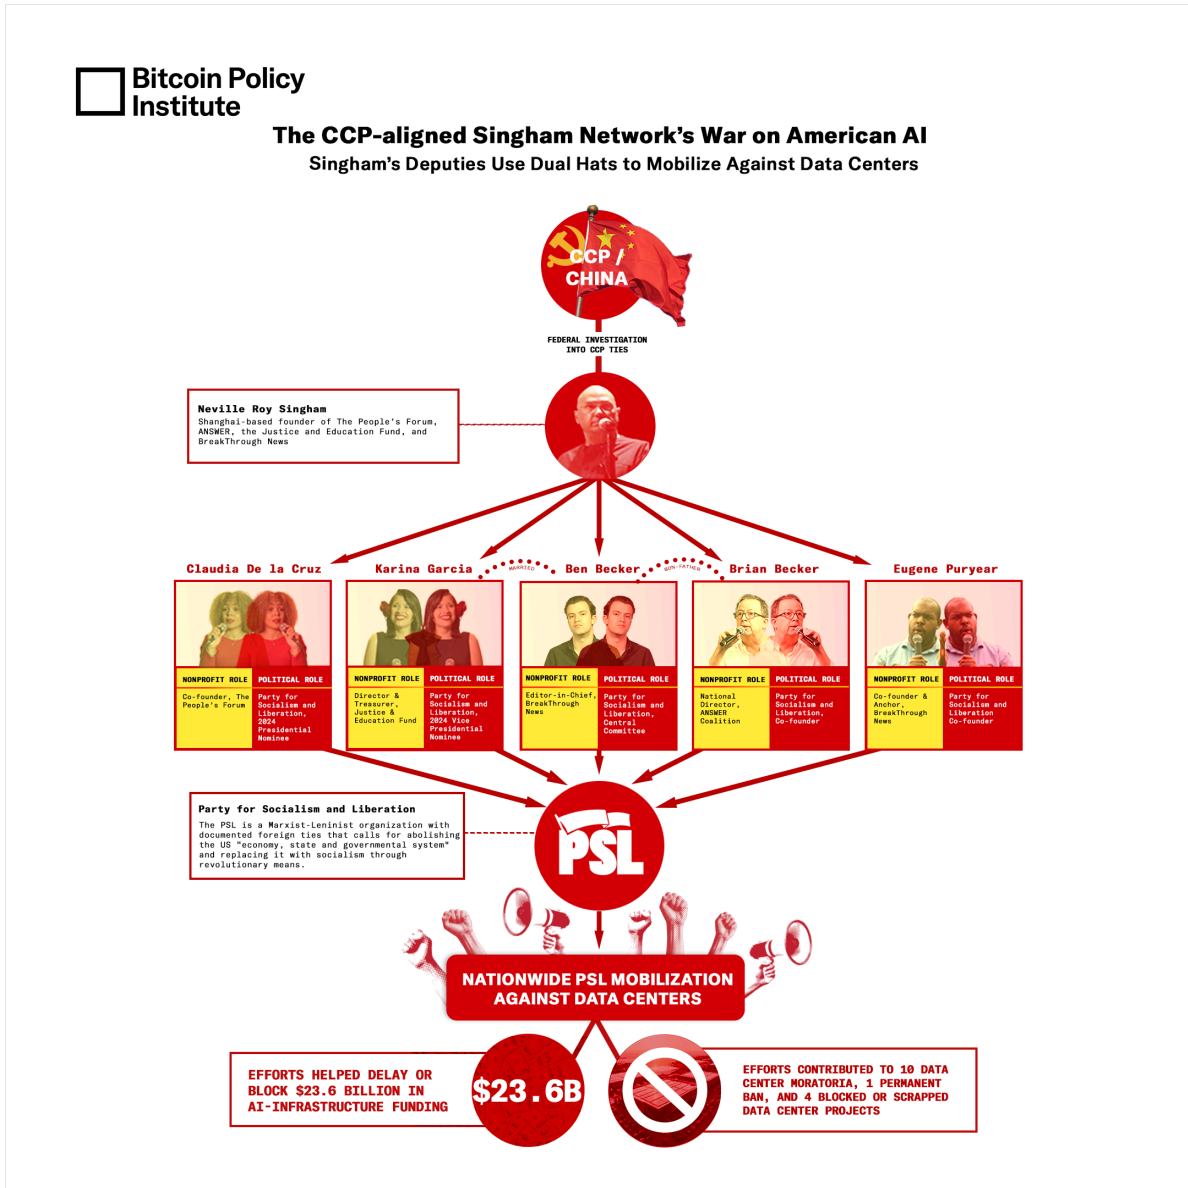 Bitcoin Policy
Institute
The CCP-aligned Singham Network's War on American AI
Singham's Deputies Use Dual Hats to Mobilize Against Data Centers
CCP /
CHINA
FEDERAL INVESTIGATION
INTO CCP TIES
Neville Roy Singham
Shanghai-based founder of The People's Forum,
ANSWER, the Justice and Education Fund, and
BreakThrough News
Claudia De la Cruz
Karina Garcia
MARRIED
Ben Becker
SON-FATHER
Brian Becker
Eugene Puryear
NONPROFIT ROLE
POLITICAL ROLE
Co-founder, The
People's Forum
Party for
Socialism and
Liberation,
2024
Presidential
Nominee
NONPROFIT ROLE
POLITICAL ROLE
Director &
Treasurer,
Justice &
Education Fund
Party for
Socialism and
Liberation,
2024 Vice
Presidential
Nominee
NONPROFIT ROLE
POLITICAL ROLE
Editor-in-Chief,
BreakThrough
News
Party for
Socialism and
Liberation,
Central
Committee
NONPROFIT ROLE
POLITICAL ROLE
National
Director,
ANSWER
Coalition
Party for
Socialism and
Liberation,
Co-founder
NONPROFIT ROLE
POLITICAL ROLE
Co-founder &
Anchor,
BreakThrough
News
Party for
Socialism and
Liberation
Co-founder
Party for Socialism and Liberation
The PSL is a Marxist-Leninist organization with
documented foreign ties that calls for abolishing
the US "economy, state and governmental system"
and replacing it with socialism through
revolutionary means.
PSL
NATIONWIDE PSL MOBILIZATION
AGAINST DATA CENTERS
EFFORTS HELPED DELAY OR
BLOCK $23.6 BILLION IN
AI-INFRASTRUCTURE FUNDING
$23.6B
EFFORTS CONTRIBUTED TO 10 DATA
CENTER MORATORIA, 1 PERMANENT
BAN, AND 4 BLOCKED OR SCRAPPED
DATA CENTER PROJECTS